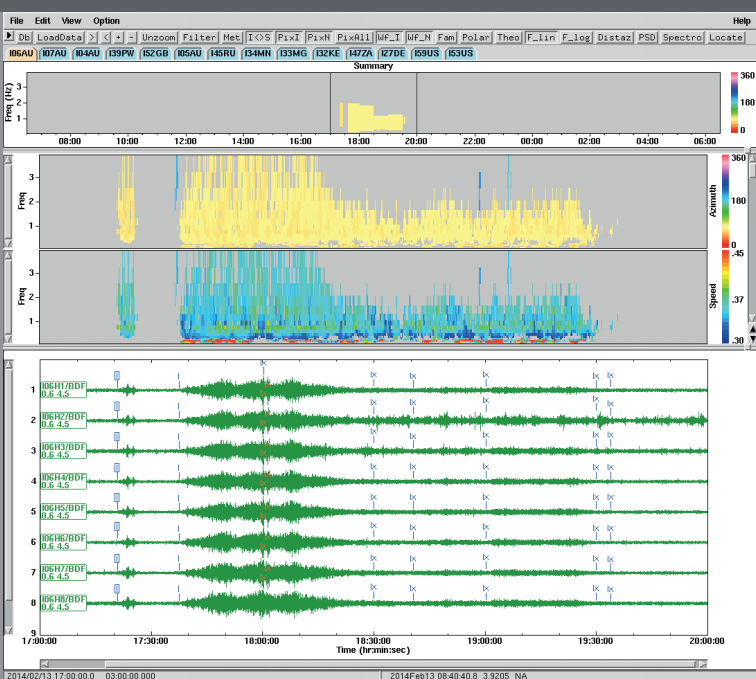 File Edit View Option Help
Db LoadData > < + - Unzoom Filter Met I<>S PixI PixN PixAll Wf_I Wf_N Fam Polar Theo F_lin F_log Distaz PSD Spectro Locate
I06AU I07AU I04AU I39PW I52GB I05AU I45RU I34MN I33MG I32KE I47ZA I27DE I59US I53US
Summary
Freq (Hz)
3
2
1
360
180
0
08:00 10:00 12:00 14:00 16:00 18:00 20:00 22:00 00:00 02:00 04:00 06:00
Freq
3
2
1
360
180
0
Azimuth
Freq
3
2
1
.45
.37
.30
Speed
1 I06H1/BDF
0.6 4.5
2 I06H2/BDF
0.6 4.5
3 I06H3/BDF
0.6 4.5
4 I06H4/BDF
0.6 4.5
5 I06H5/BDF
0.6 4.5
6 I06H6/BDF
0.6 4.5
7 I06H7/BDF
0.6 4.5
8 I06H8/BDF
0.6 4.5
9
17:00:00 17:30:00 18:00:00 18:30:00 19:00:00 19:30:00 20:00:00
Time (hr:min:sec)
2014/02/13 17:00:00.0 03:00:00.000 2014Feb13 08:40:40.8 3.9205 NA